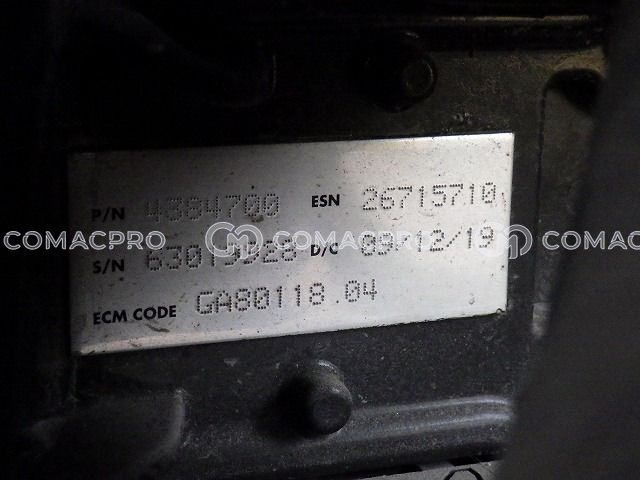 P/N 4384700 ESN 26715710
S/N D/C
ECM CODE GA80118.04
COMACPRO COMACPRO COMACPRO